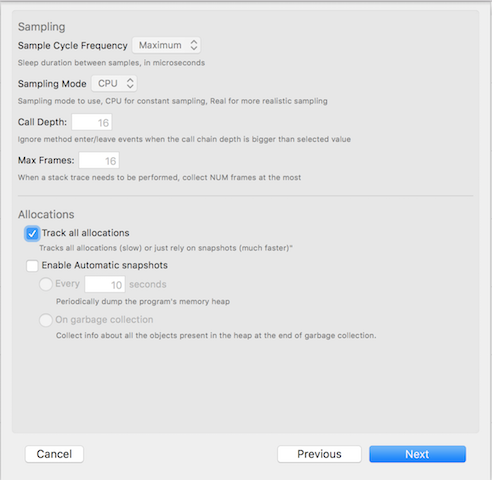 Sampling
Sample Cycle Frequency Maximum
Sleep duration between samples, in microseconds
Sampling Mode CPU
Sampling mode to use, CPU for constant sampling, Real for more realistic sampling
Call Depth: 16
Ignore method enter/leave events when the call chain depth is bigger than selected value
Max Frames: 16
When a stack trace needs to be performed, collect NUM frames at the most
Allocations
Track all allocations
Tracks all allocations (slow) or just rely on snapshots (much faster)"
Enable Automatic snapshots
Every 10 seconds
Periodically dump the program's memory heap
On garbage collection
Collect info about all the objects present in the heap at the end of garbage collection.
Cancel Previous Next